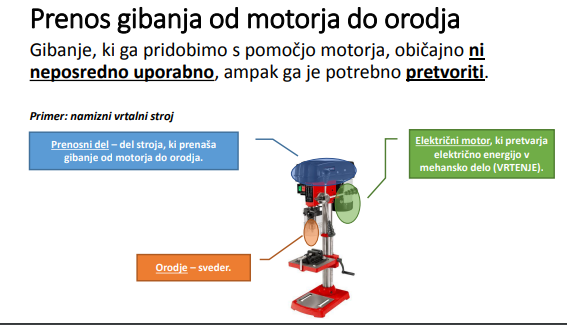 Prenos gibanja od motorja do orodja
Gibanje, ki ga pridobimo s pomočjo motorja, običajno ni
neposredno uporabno, ampak ga je potrebno pretvoriti.
Primer: namizni vrtalni stroj
Prenosni del – del stroja, ki prenaša
gibanje od motorja do orodja.
Električni motor, ki pretvarja
električno energijo v
mehansko delo (VRTENJE).
Orodje – sveder.